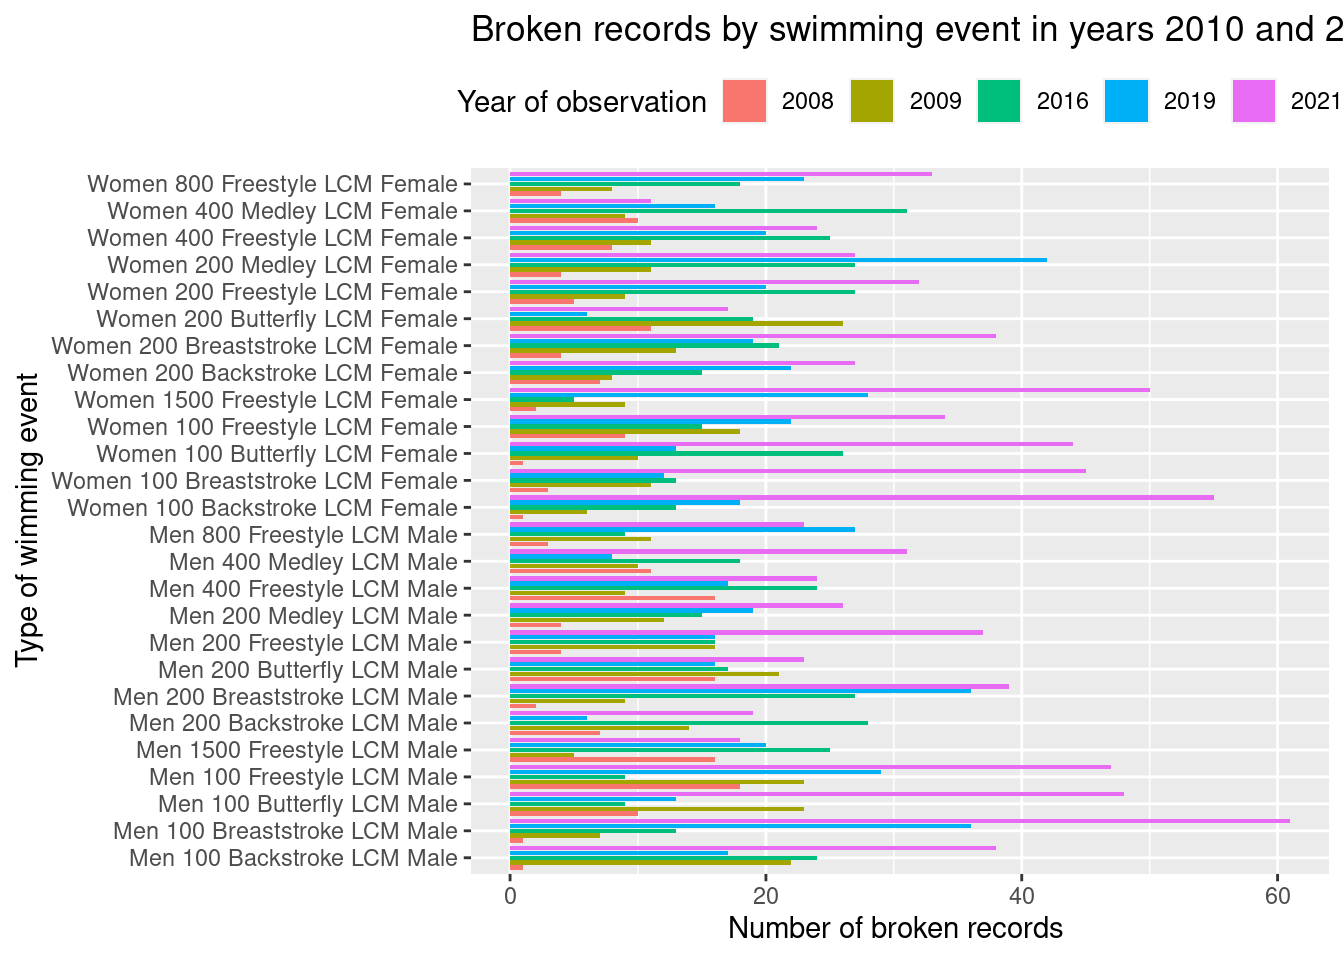 Broken records by swimming event in years 2010 and 2
Year of observation 2008 2009 2016 2019 2021
Women 800 Freestyle LCM Female
Women 400 Medley LCM Female
Women 400 Freestyle LCM Female
Women 200 Medley LCM Female
Women 200 Freestyle LCM Female
Women 200 Butterfly LCM Female
Women 200 Breaststroke LCM Female
Women 200 Backstroke LCM Female
Women 1500 Freestyle LCM Female
Women 100 Freestyle LCM Female
Women 100 Butterfly LCM Female
Women 100 Breaststroke LCM Female
Women 100 Backstroke LCM Female
Men 800 Freestyle LCM Male
Men 400 Medley LCM Male
Men 400 Freestyle LCM Male
Men 200 Medley LCM Male
Men 200 Freestyle LCM Male
Men 200 Butterfly LCM Male
Men 200 Breaststroke LCM Male
Men 200 Backstroke LCM Male
Men 1500 Freestyle LCM Male
Men 100 Freestyle LCM Male
Men 100 Butterfly LCM Male
Men 100 Breaststroke LCM Male
Men 100 Backstroke LCM Male
Type of wimming event
0 20 40 60
Number of broken records